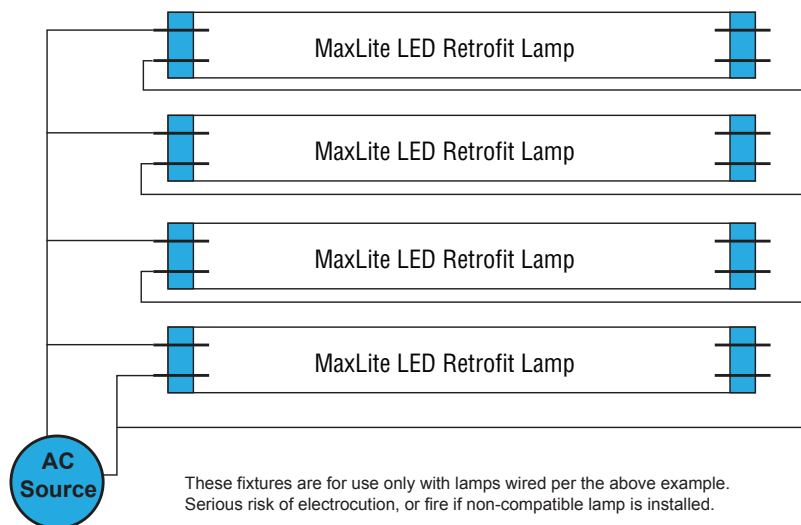 MaxLite LED Retrofit Lamp
MaxLite LED Retrofit Lamp
MaxLite LED Retrofit Lamp
MaxLite LED Retrofit Lamp
AC
Source
These fixtures are for use only with lamps wired per the above example.
Serious risk of electrocution, or fire if non-compatible lamp is installed.